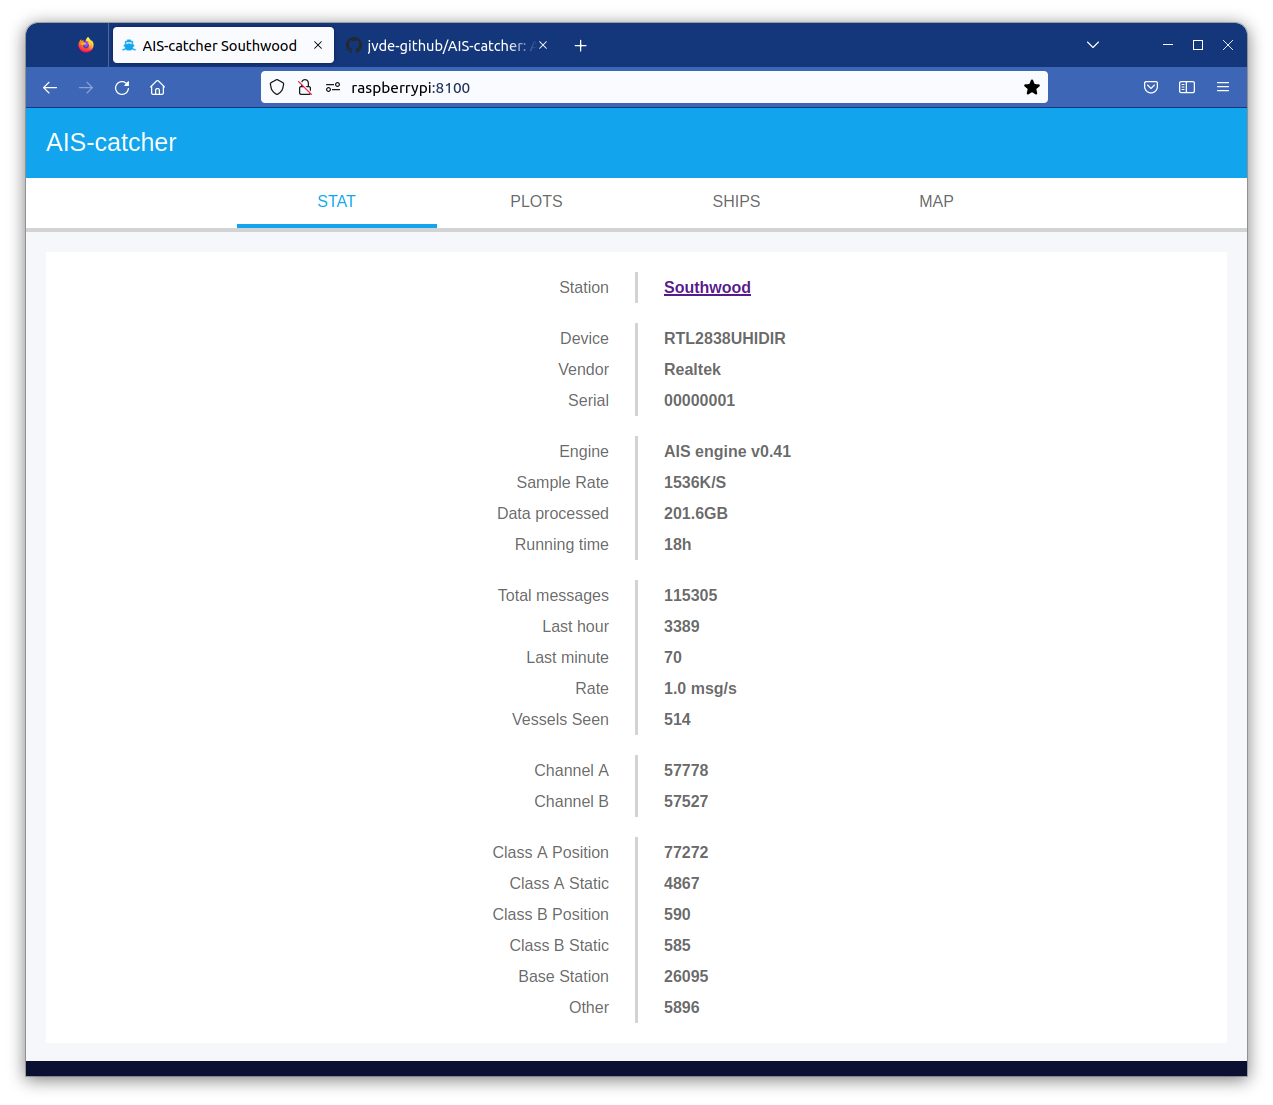 AIS-catcher Southwood
jvde-github/AIS-catcher:
raspberrypi:8100
AIS-catcher
STAT PLOTS SHIPS MAP
Station Southwood
Device RTL2838UHIDIR
Vendor Realtek
Serial 00000001
Engine AIS engine v0.41
Sample Rate 1536K/S
Data processed 201.6GB
Running time 18h
Total messages 115305
Last hour 3389
Last minute 70
Rate 1.0 msg/s
Vessels Seen 514
Channel A 57778
Channel B 57527
Class A Position 77272
Class A Static 4867
Class B Position 590
Class B Static 585
Base Station 26095
Other 5896